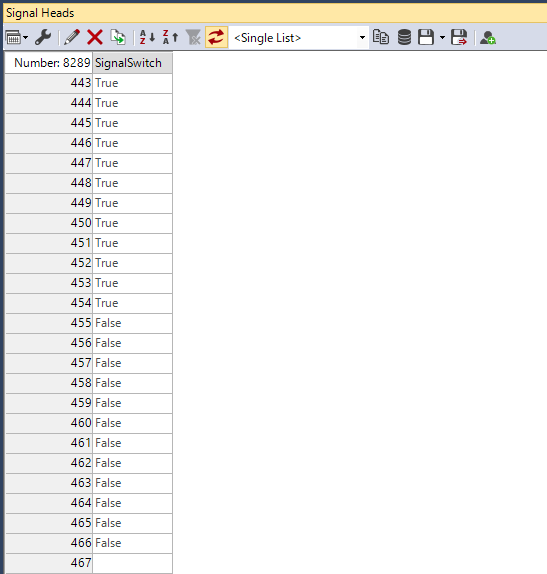 Signal Heads
<Single List>
Number: 8289 SignalSwitch
443 True
444 True
445 True
446 True
447 True
448 True
449 True
450 True
451 True
452 True
453 True
454 True
455 False
456 False
457 False
458 False
459 False
460 False
461 False
462 False
463 False
464 False
465 False
466 False
467